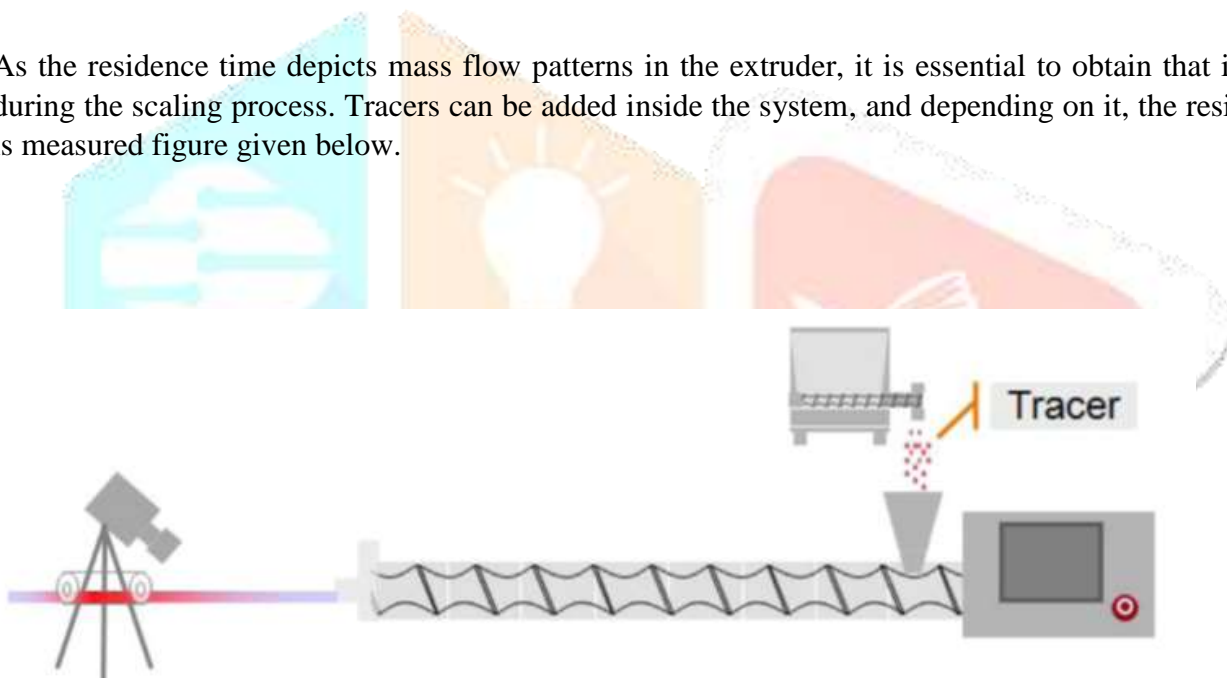 As the residence time depicts mass flow patterns in the extruder, it is essential to obtain that
during the scaling process. Tracers can be added inside the system, and depending on it, the
is measured figure given below.
Tracer